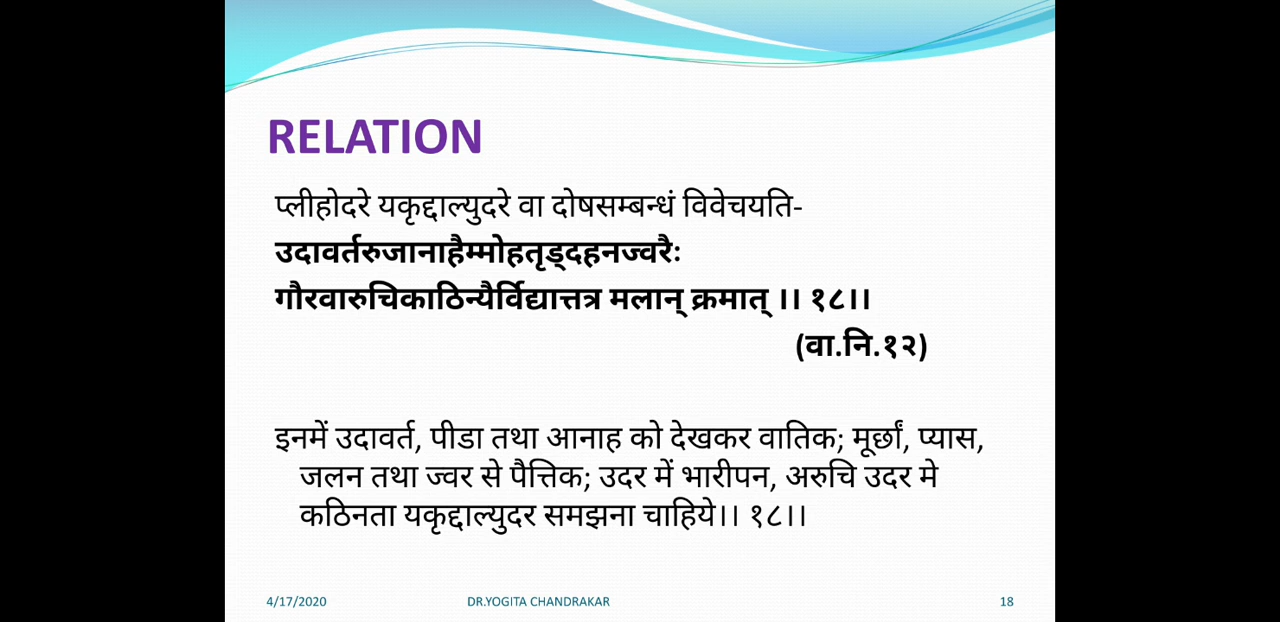 RELATION
प्लीहोदरे यकृद्दाल्युदरे वा दोषसम्बन्धं विवेचयति-
उदावर्तरुजानाहैम्मोहतृड्दहनज्वरैः
गौरवारुचिकाठिन्यैर्विद्यात्तत्र मलान् क्रमात् ।। १८।।
(वा.नि.१२)
इनमें उदावर्त, पीडा तथा आनाह को देखकर वातिक; मूर्छां, प्यास,
जलन तथा ज्वर से पैत्तिक; उदर में भारीपन, अरुचि उदर मे
कठिनता यकृद्दाल्युदर समझना चाहिये।। १८।।
4/17/2020 DR.YOGITA CHANDRAKAR 18